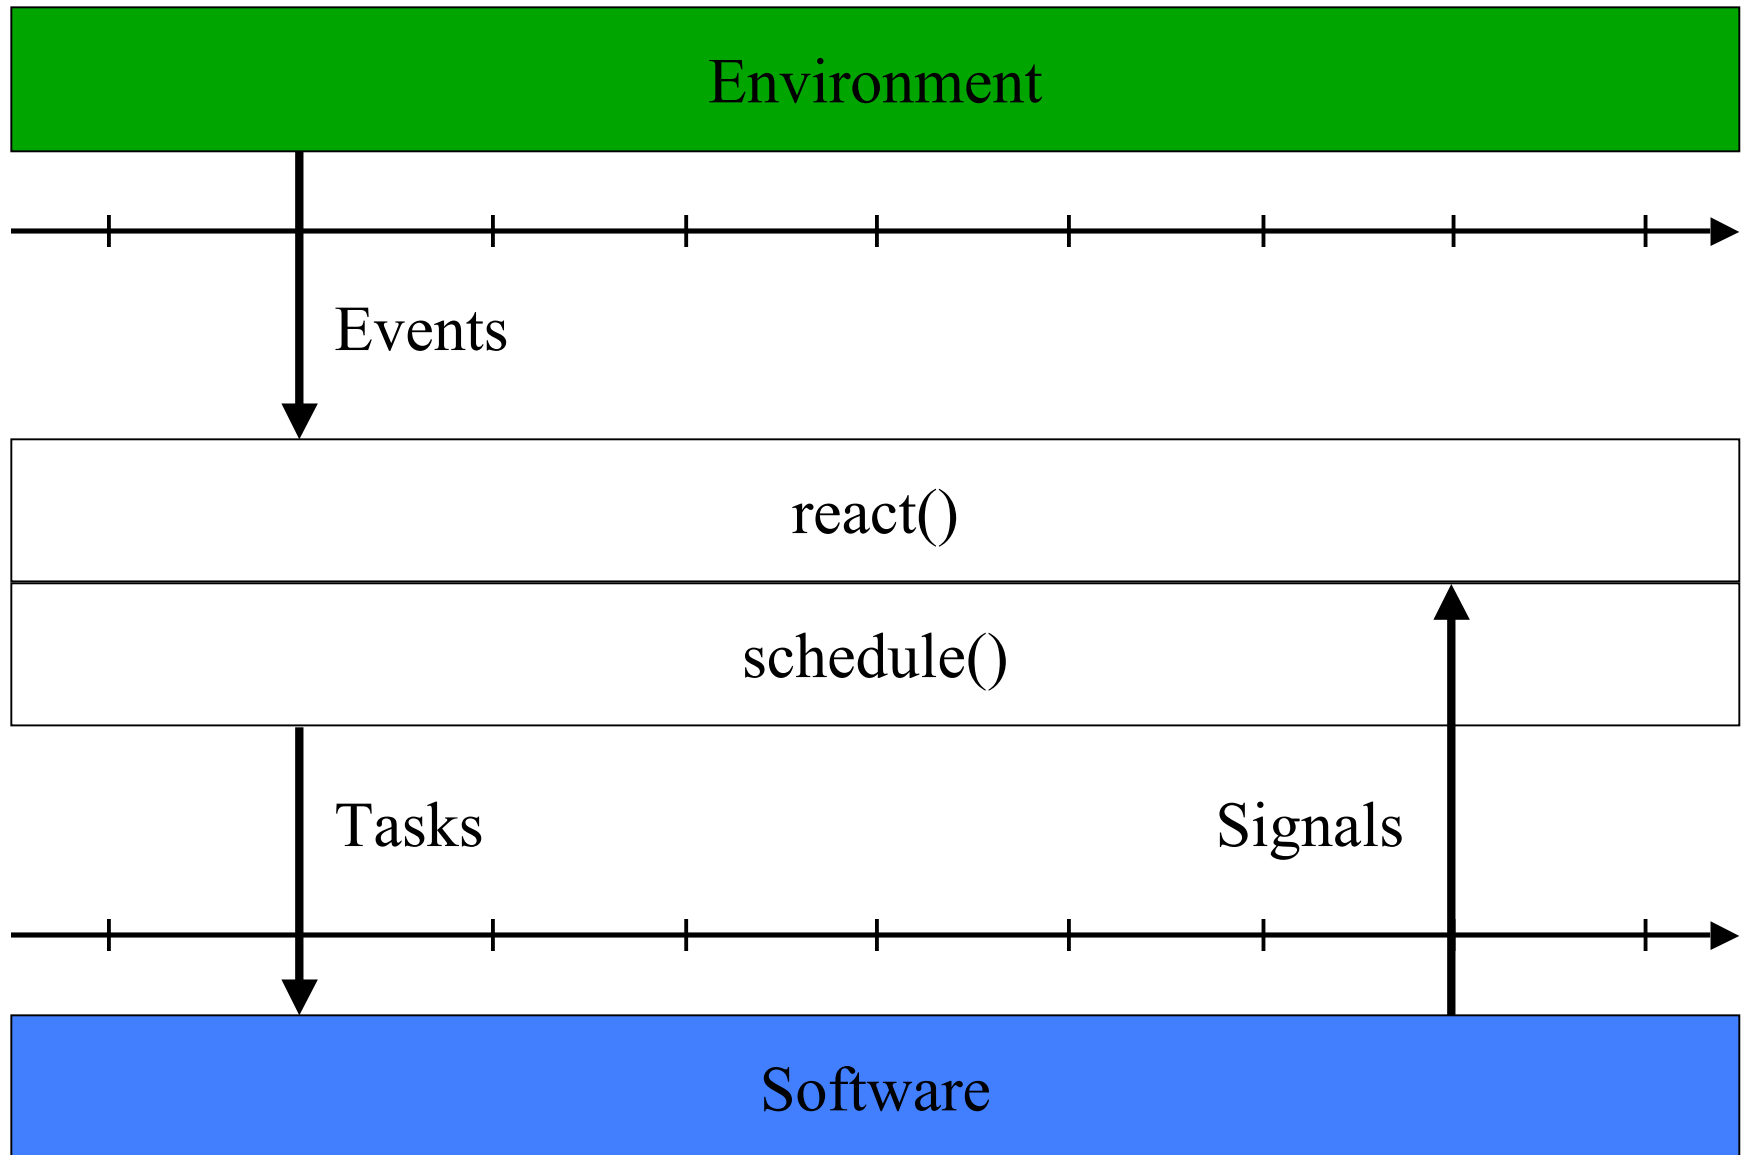 Environment
Events
react()
schedule()
Tasks
Signals
Software